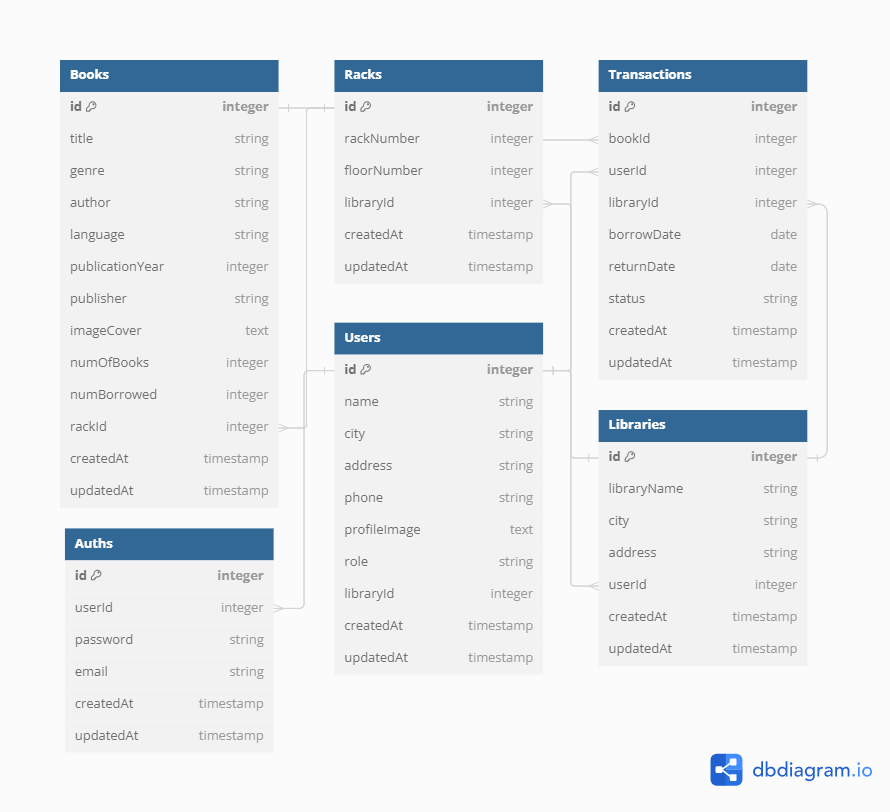 Books
id integer
title string
genre string
author string
language string
publicationYear integer
publisher string
imageCover text
numOfBooks integer
numBorrowed integer
rackId integer
createdAt timestamp
updatedAt timestamp
Auths
id integer
userId integer
password string
email string
createdAt timestamp
updatedAt timestamp
Racks
id integer
rackNumber integer
floorNumber integer
libraryId integer
createdAt timestamp
updatedAt timestamp
Users
id integer
name string
city string
address string
phone string
profileImage text
role string
libraryId integer
createdAt timestamp
updatedAt timestamp
Transactions
id integer
bookId integer
userId integer
libraryId integer
borrowDate date
returnDate date
status string
createdAt timestamp
updatedAt timestamp
Libraries
id integer
libraryName string
city string
address string
userId integer
createdAt timestamp
updatedAt timestamp
dbdiagram.io